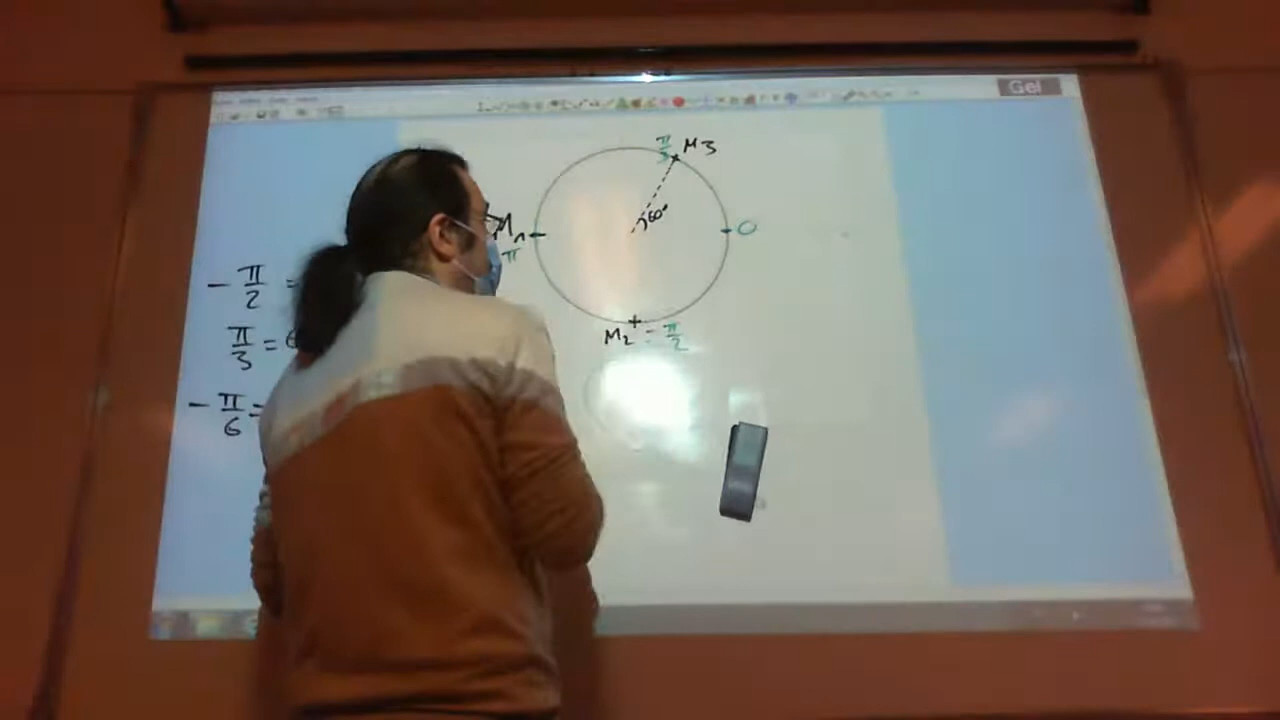 Gel
π/3 M3
60°
M1
π
0
M2 = π/2
- π/2 =
π/3 = 6
- π/6 =